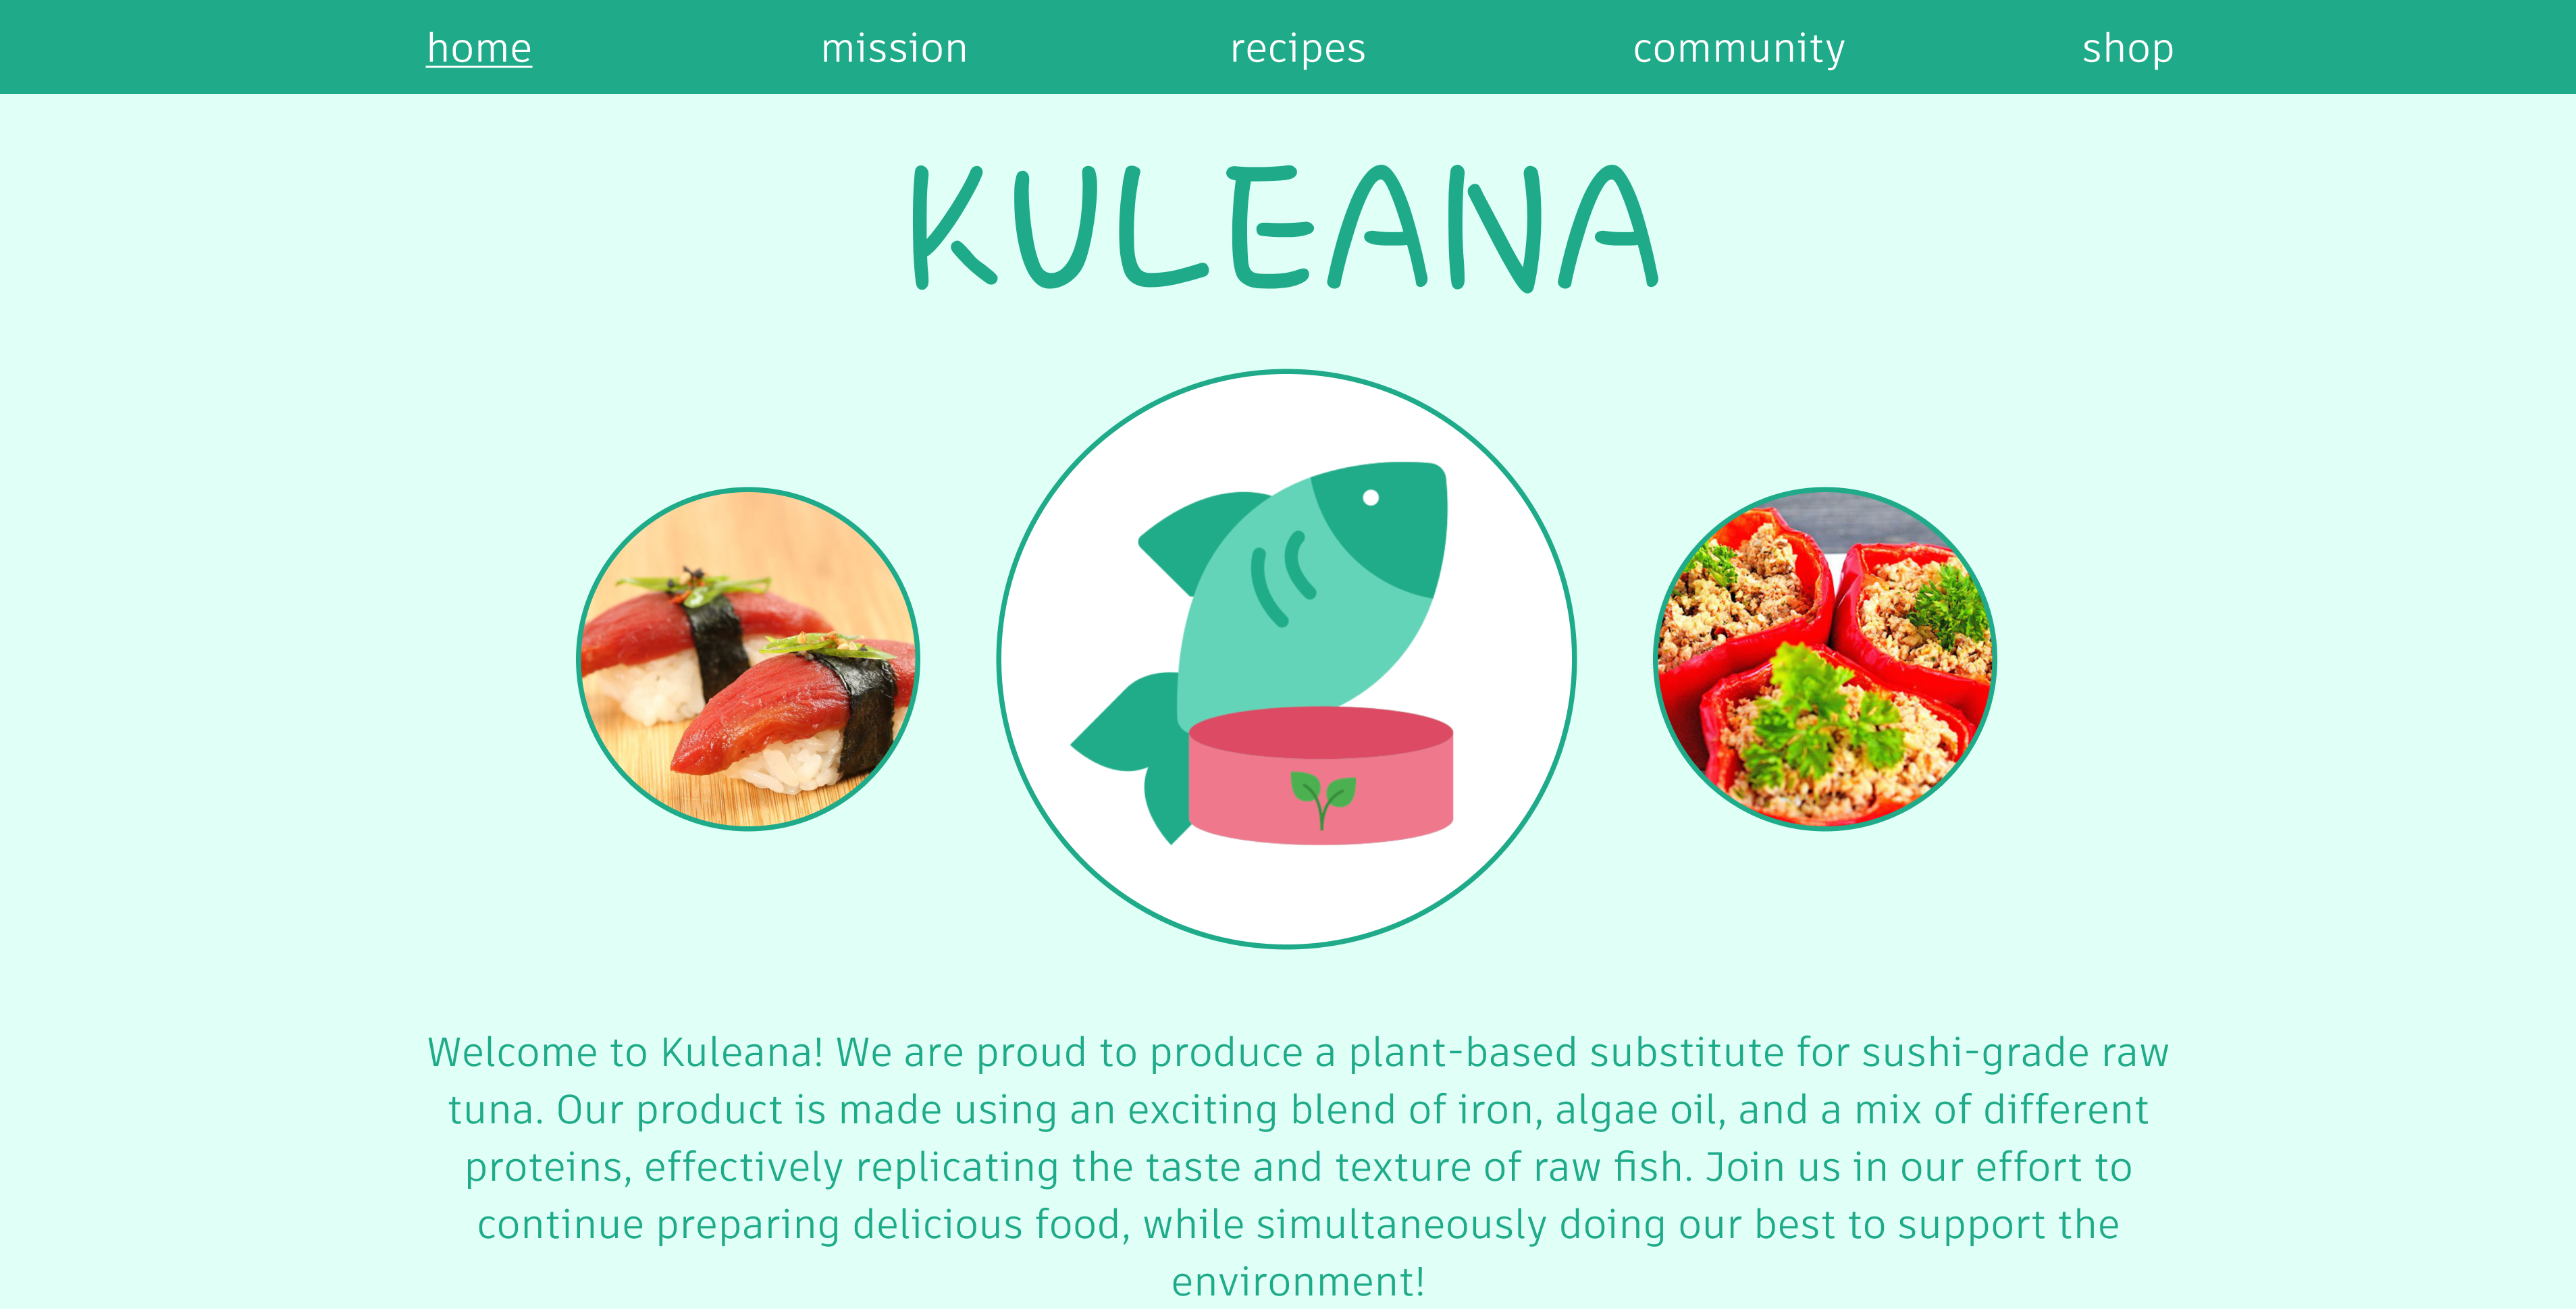 home mission recipes community shop
KULEANA
Welcome to Kuleana! We are proud to produce a plant-based substitute for sushi-grade raw
tuna. Our product is made using an exciting blend of iron, algae oil, and a mix of different
proteins, effectively replicating the taste and texture of raw fish. Join us in our effort to
continue preparing delicious food, while simultaneously doing our best to support the
environment!